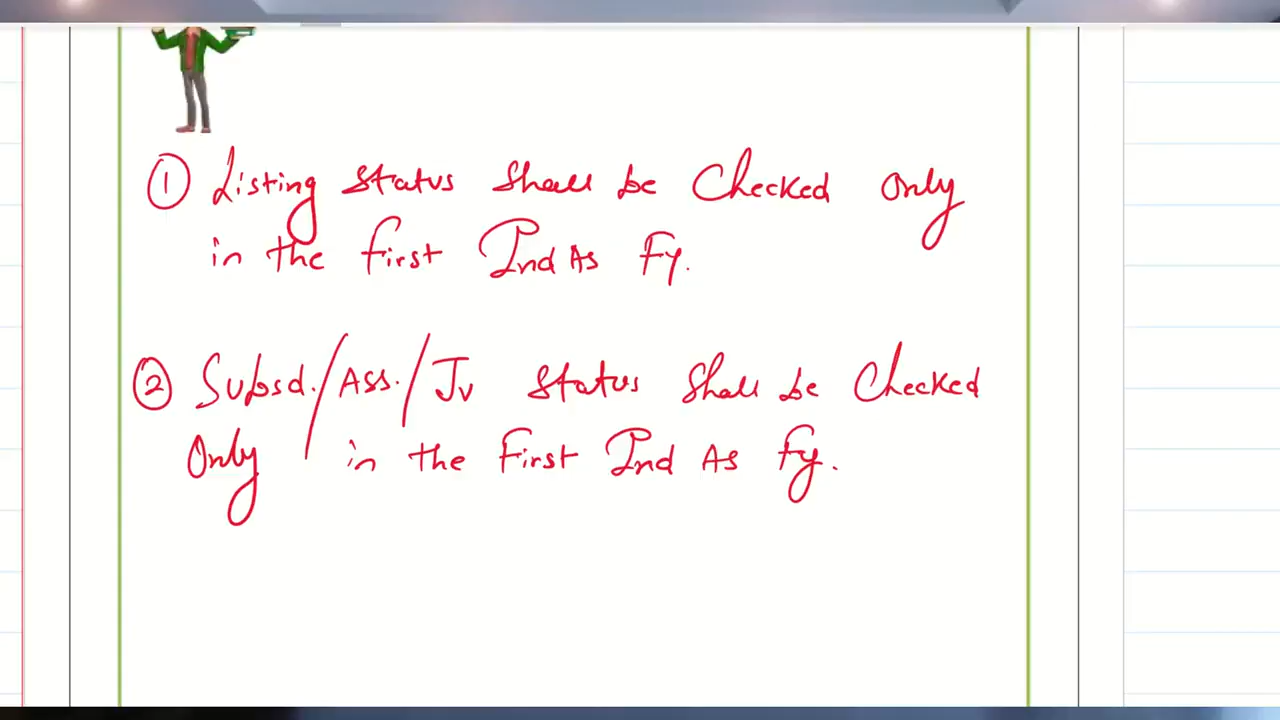 ① Listing Status Shall be Checked Only
in the first Ind As Fy.
② Subsd./Ass./Jv Status Shall be Checked
Only in the First Ind As Fy.